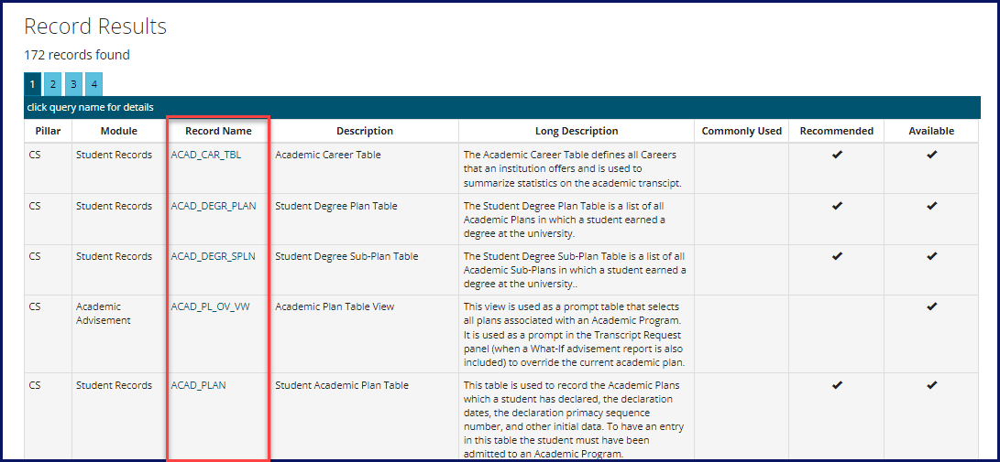 Record Results
172 records found
1 2 3 4
click query name for details
Pillar Module Record Name Description Long Description Commonly Used Recommended Available
CS Student Records ACAD_CAR_TBL Academic Career Table The Academic Career Table defines all Careers ✔ ✔
that an institution offers and is used to
summarize statistics on the academic transcipt.
CS Student Records ACAD_DEGR_PLAN Student Degree Plan Table The Student Degree Plan Table is a list of all ✔ ✔
Academic Plans in which a student earned a
degree at the university.
CS Student Records ACAD_DEGR_SPLN Student Degree Sub-Plan Table The Student Degree Sub-Plan Table is a list of all ✔ ✔
Academic Sub-Plans in which a student earned a
degree at the university..
CS Academic ACAD_PL_OV_VW Academic Plan Table View This view is used as a prompt table that selects ✔
Advisement all plans associated with an Academic Program.
It is used as a prompt in the Transcript Request
panel (when a What-If advisement report is also
included) to override the current academic plan.
CS Student Records ACAD_PLAN Student Academic Plan Table This table is used to record the Academic Plans ✔ ✔
which a student has declared, the declaration
dates, the declaration primacy sequence
number, and other initial data. To have an entry
in this table the student must have been
admitted to an Academic Program.